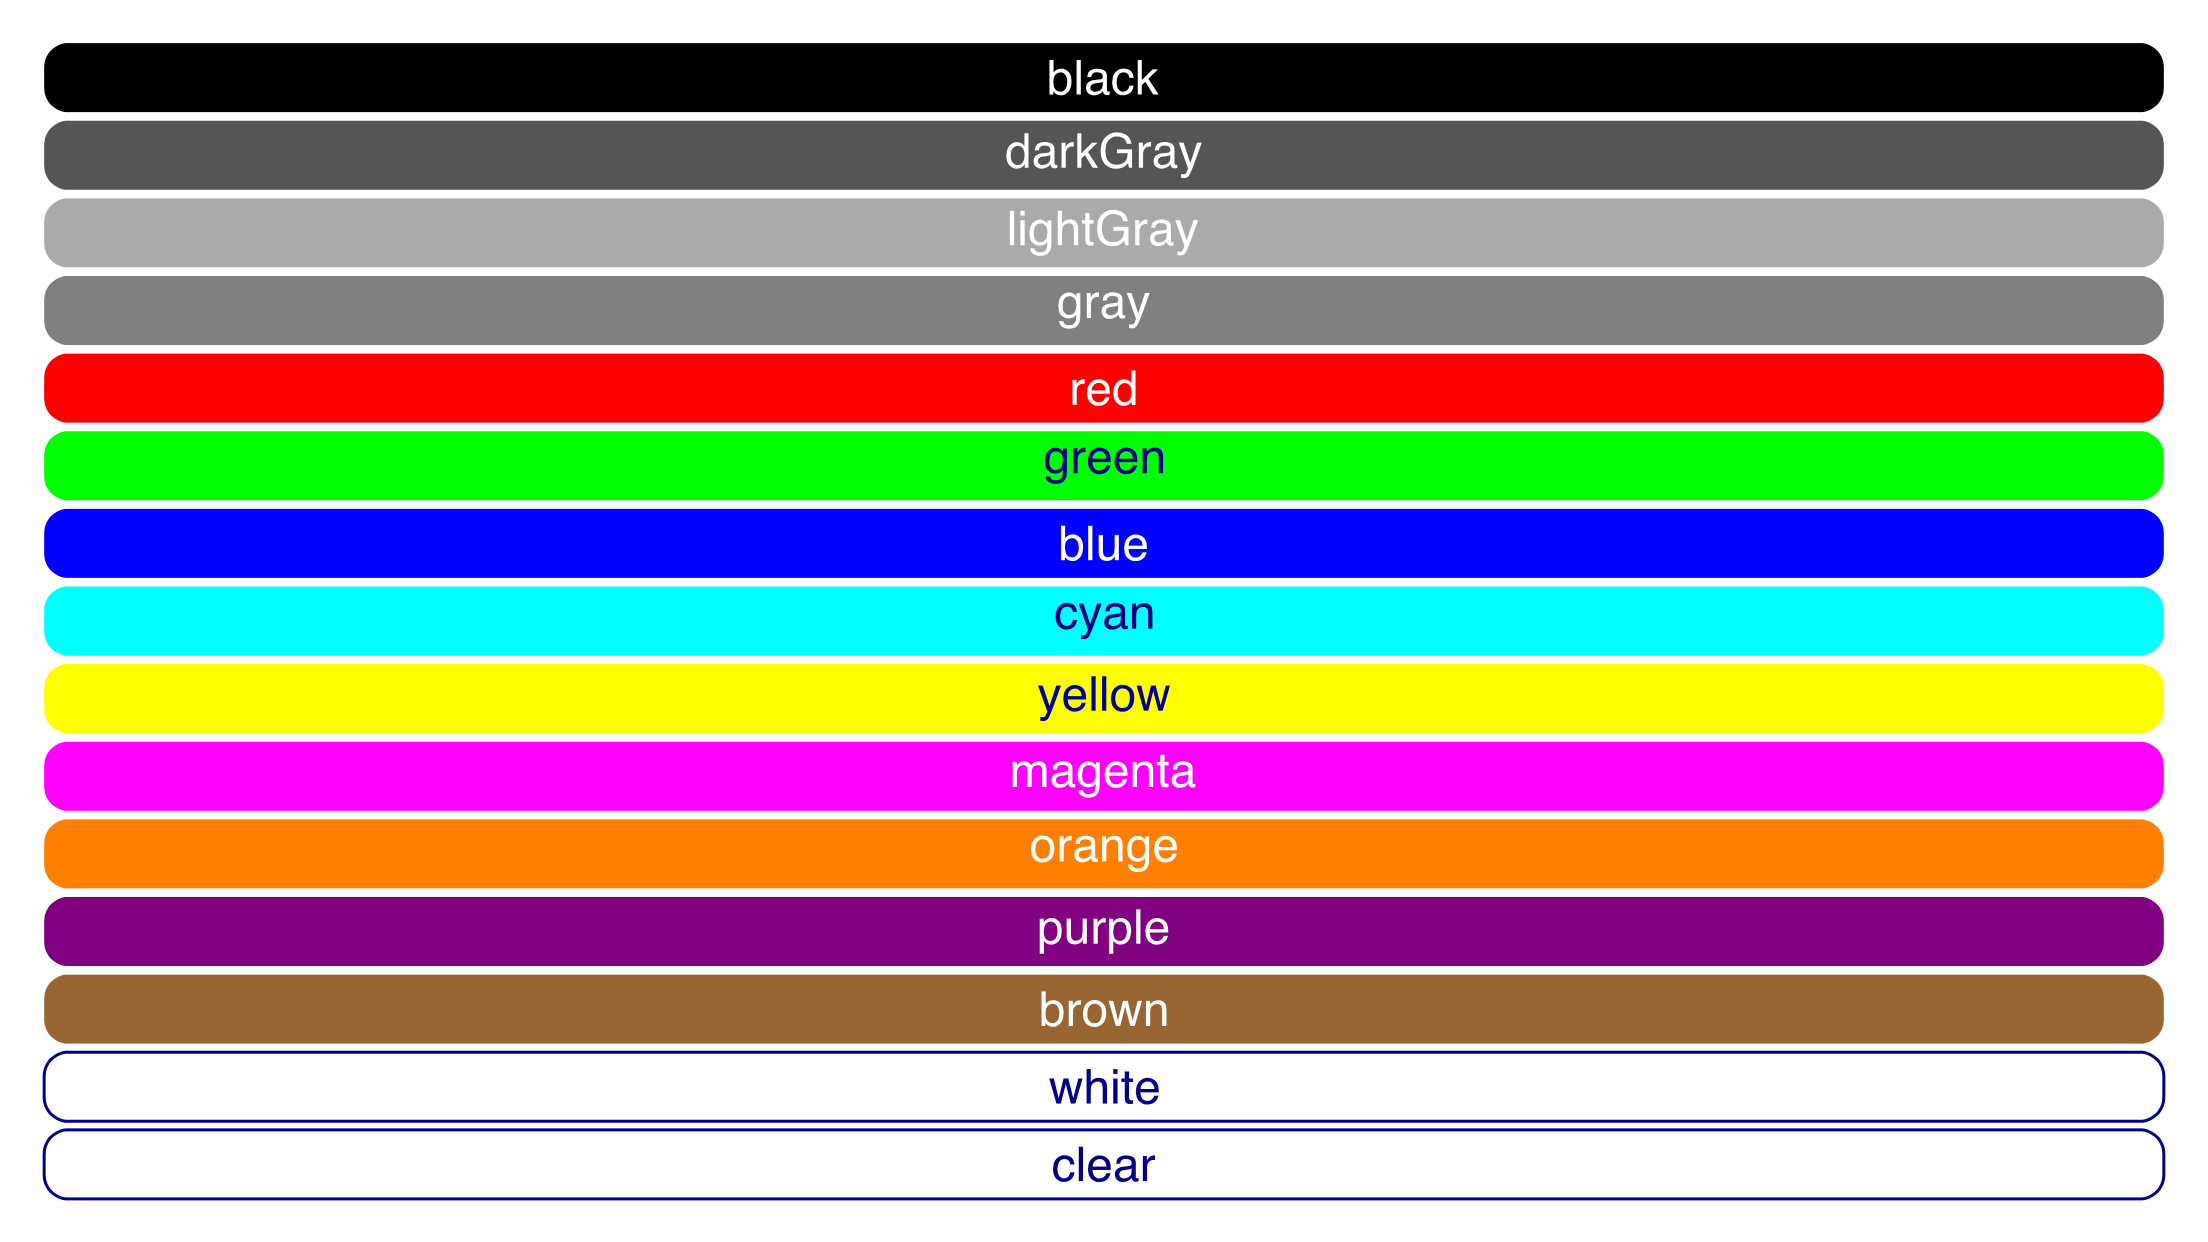 black
darkGray
lightGray
gray
red
green
blue
cyan
yellow
magenta
orange
purple
brown
white
clear